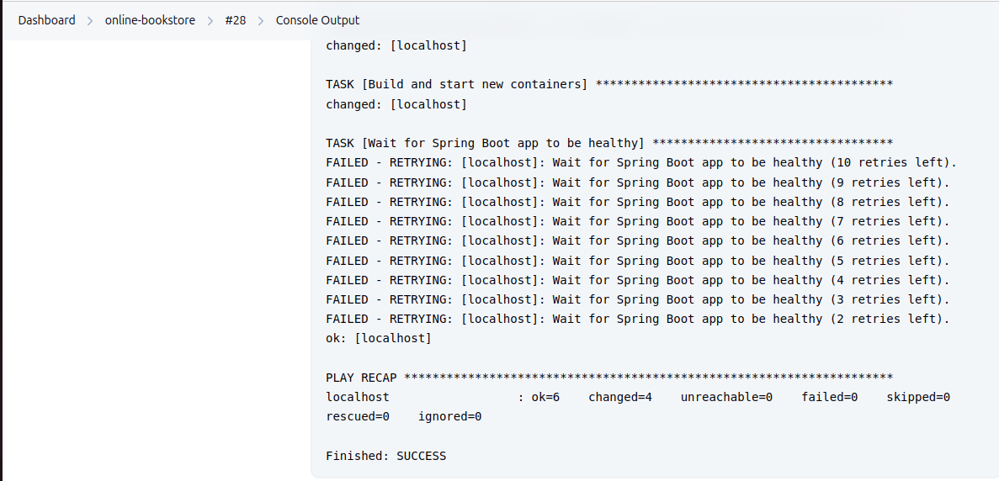 Dashboard > online-bookstore > #28 > Console Output
changed: [localhost]
TASK [Build and start new containers] ******************************************
changed: [localhost]
TASK [Wait for Spring Boot app to be healthy] **********************************
FAILED - RETRYING: [localhost]: Wait for Spring Boot app to be healthy (10 retries left).
FAILED - RETRYING: [localhost]: Wait for Spring Boot app to be healthy (9 retries left).
FAILED - RETRYING: [localhost]: Wait for Spring Boot app to be healthy (8 retries left).
FAILED - RETRYING: [localhost]: Wait for Spring Boot app to be healthy (7 retries left).
FAILED - RETRYING: [localhost]: Wait for Spring Boot app to be healthy (6 retries left).
FAILED - RETRYING: [localhost]: Wait for Spring Boot app to be healthy (5 retries left).
FAILED - RETRYING: [localhost]: Wait for Spring Boot app to be healthy (4 retries left).
FAILED - RETRYING: [localhost]: Wait for Spring Boot app to be healthy (3 retries left).
FAILED - RETRYING: [localhost]: Wait for Spring Boot app to be healthy (2 retries left).
ok: [localhost]
PLAY RECAP *********************************************************************
localhost                  : ok=6    changed=4    unreachable=0    failed=0    skipped=0
rescued=0    ignored=0
Finished: SUCCESS